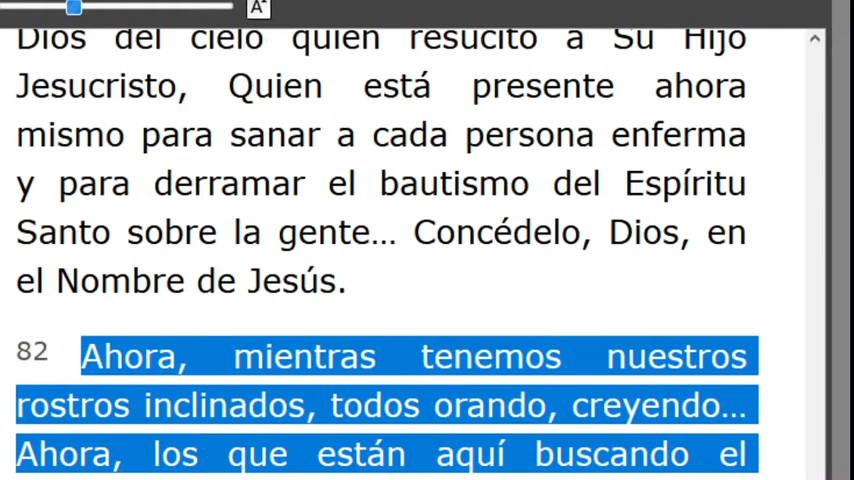 Dios del cielo quien resucitó a Su Hijo
Jesucristo, Quien está presente ahora
mismo para sanar a cada persona enferma
y para derramar el bautismo del Espíritu
Santo sobre la gente... Concédelo, Dios, en
el Nombre de Jesús.
82 Ahora, mientras tenemos nuestros
rostros inclinados, todos orando, creyendo...
Ahora, los que están aquí buscando el